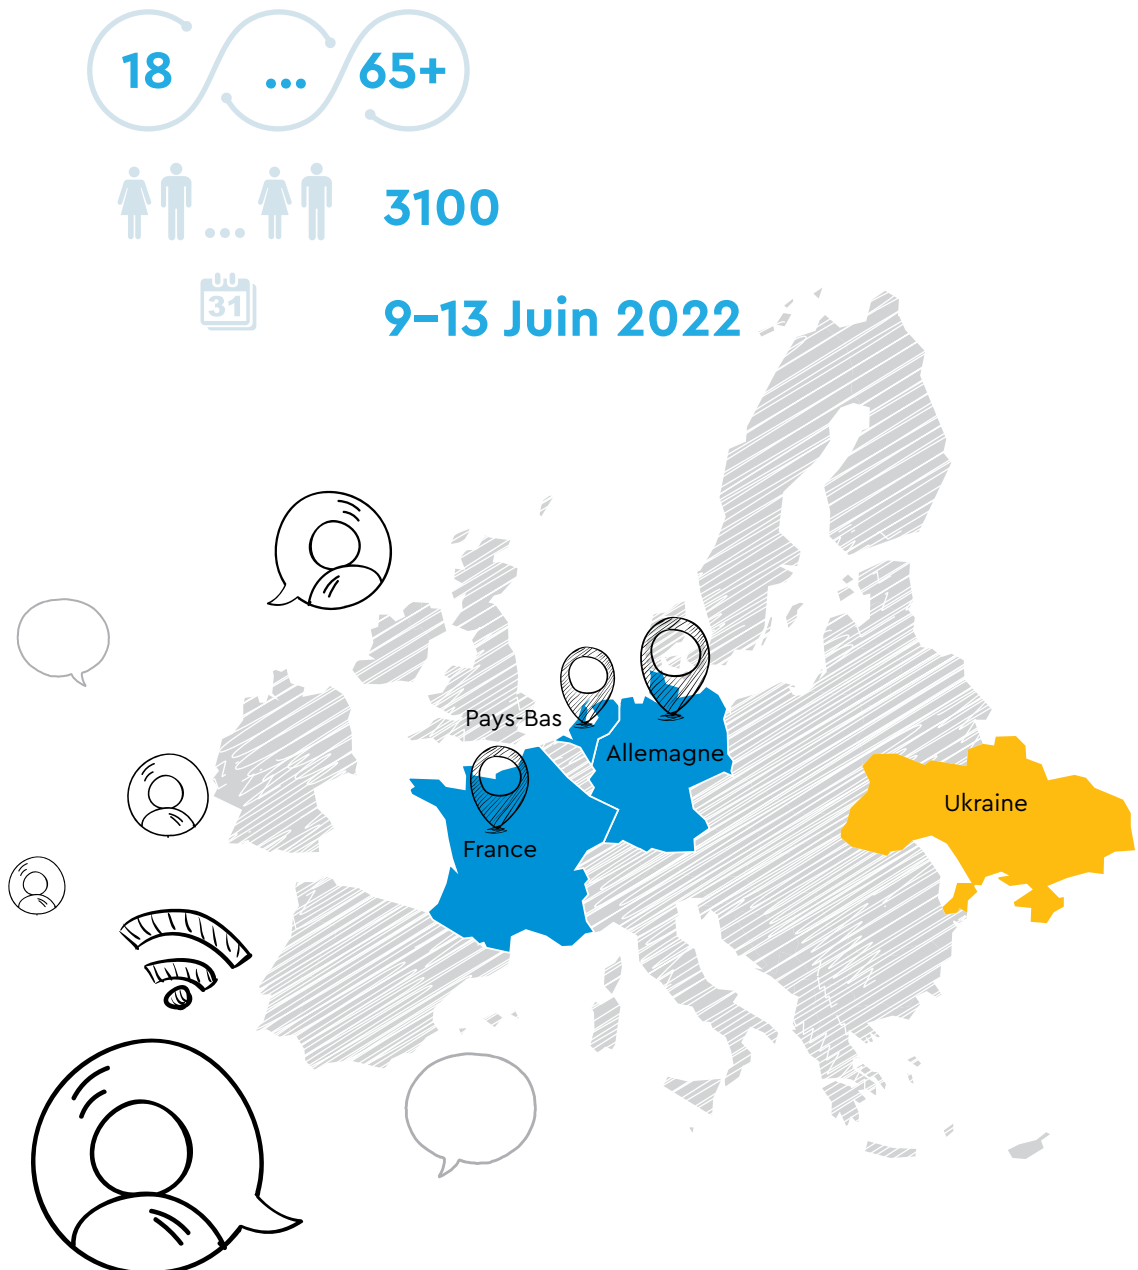 18 ... 65+
... 3100
31
9–13 Juin 2022
Pays-Bas
Allemagne
Ukraine
France